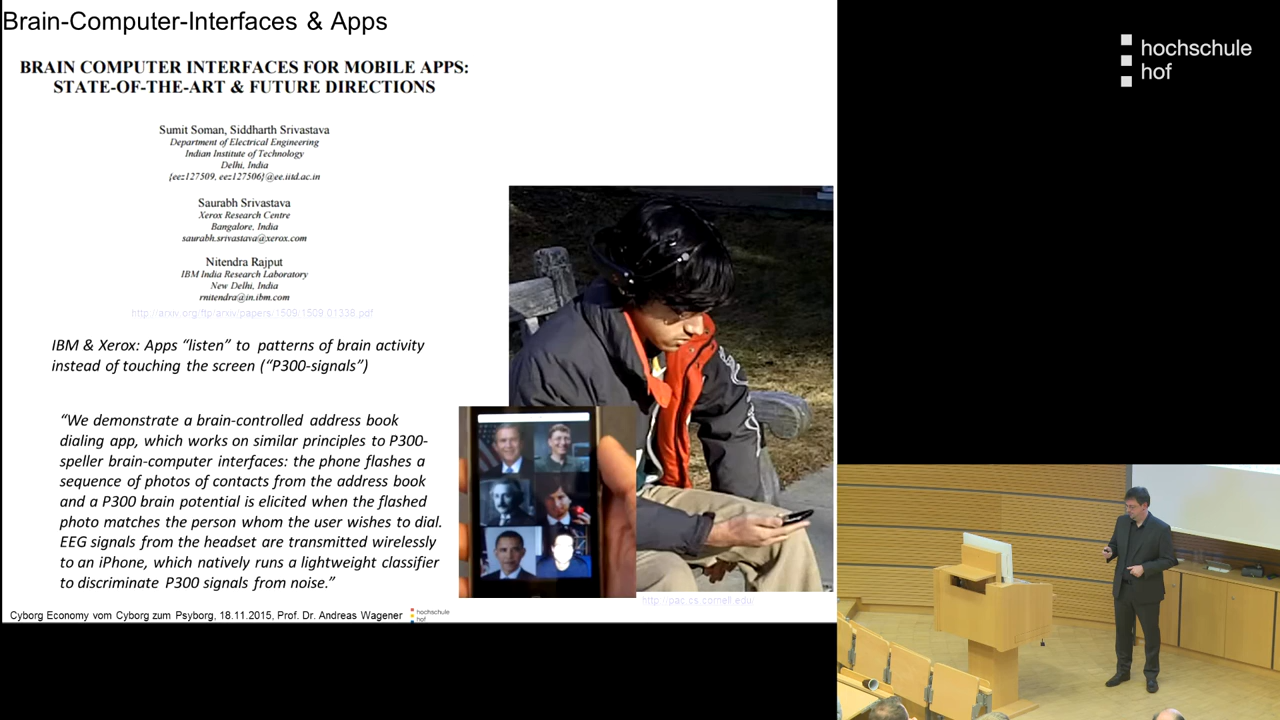 Brain-Computer-Interfaces & Apps
BRAIN COMPUTER INTERFACES FOR MOBILE APPS:
STATE-OF-THE-ART & FUTURE DIRECTIONS
Sumit Soman, Siddharth Srivastava
Department of Electrical Engineering
Indian Institute of Technology
Delhi, India
{eez127509, eez127506}@ee.iitd.ac.in
Saurabh Srivastava
Xerox Research Centre
Bangalore, India
saurabh.srivastava@xerox.com
Nitendra Rajput
IBM India Research Laboratory
New Delhi, India
rnitendra@in.ibm.com
http://arxiv.org/ftp/arxiv/papers/1509/1509.01338.pdf
IBM & Xerox: Apps “listen” to patterns of brain activity
instead of touching the screen (“P300-signals”)
“We demonstrate a brain-controlled address book
dialing app, which works on similar principles to P300-
speller brain-computer interfaces: the phone flashes a
sequence of photos of contacts from the address book
and a P300 brain potential is elicited when the flashed
photo matches the person whom the user wishes to dial.
EEG signals from the headset are transmitted wirelessly
to an iPhone, which natively runs a lightweight classifier
to discriminate P300 signals from noise.”
http://pac.cs.cornell.edu/
Cyborg Economy vom Cyborg zum Psyborg, 18.11.2015, Prof. Dr. Andreas Wagener
hochschule
hof
hochschule
hof